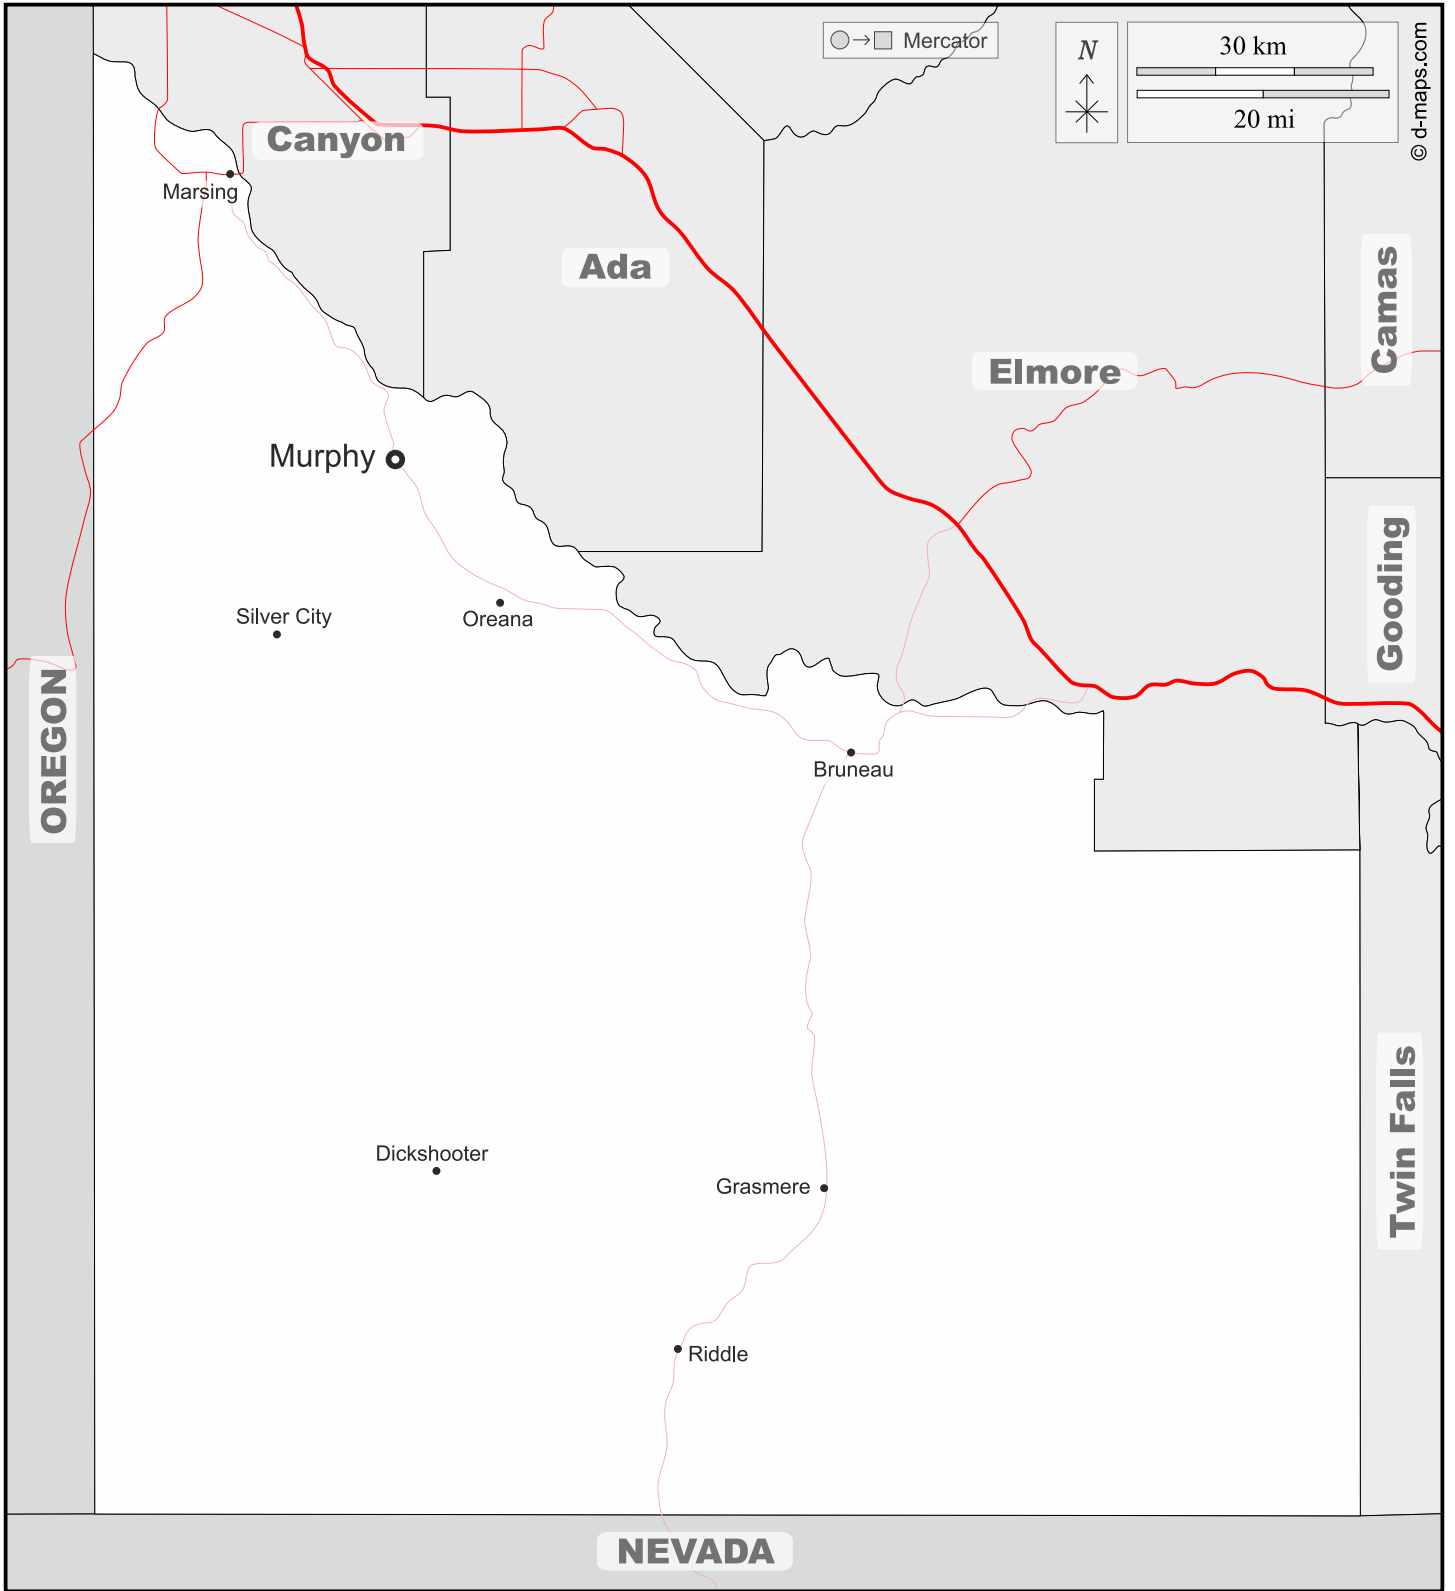 Mercator
N
30 km
20 mi
© d-maps.com
Canyon
Marsing
Ada
Camas
Elmore
Murphy
Gooding
Silver City
Oreana
OREGON
Bruneau
Twin Falls
Dickshooter
Grasmere
Riddle
NEVADA